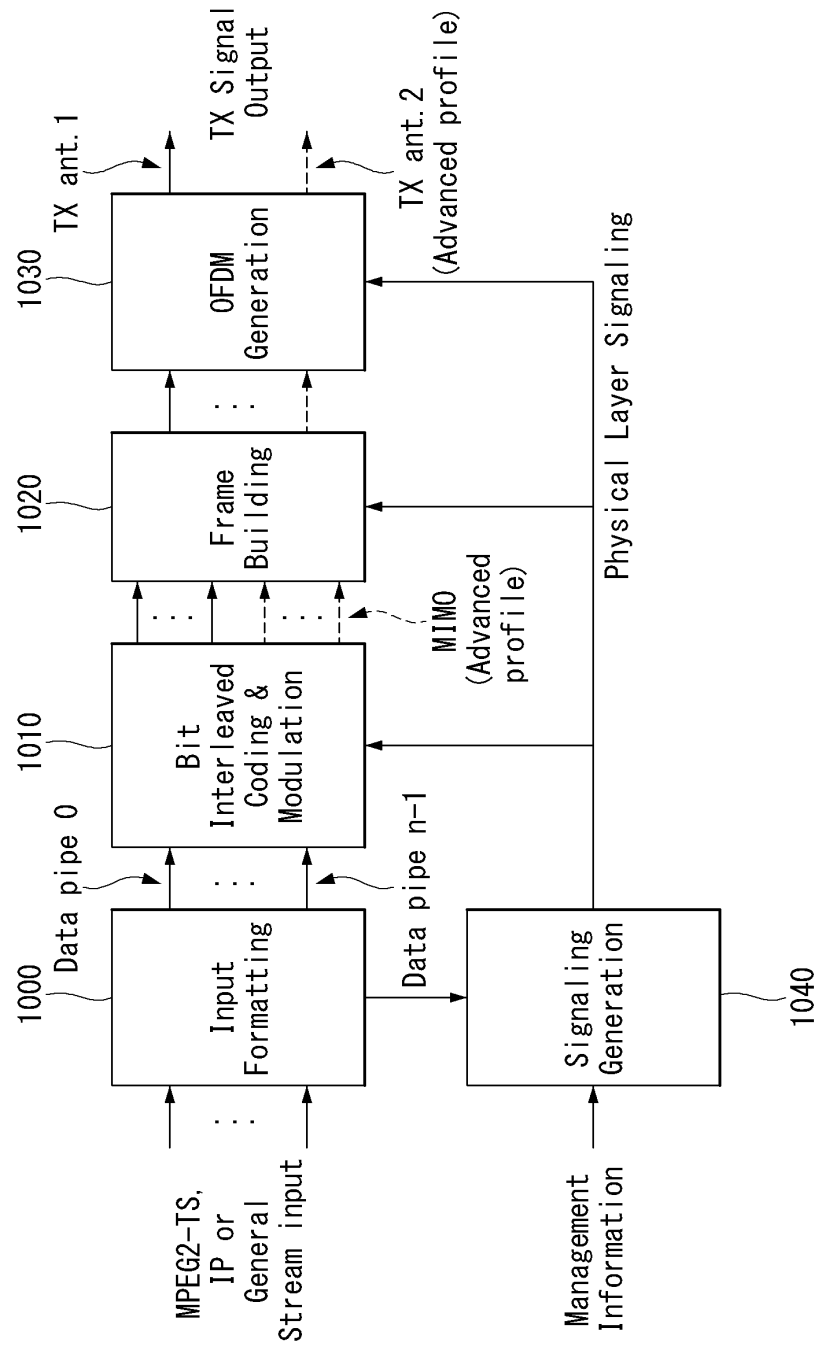 MPEG2-TS,
IP or
General
Stream input
1000
Input
Formatting
Data pipe 0
Data pipe n-1
1010
Bit
Interleaved
Coding &
Modulation
MIMO
(Advanced
profile)
1020
Frame
Building
1030
OFDM
Generation
TX ant.1
TX Signal
Output
TX ant.2
(Advanced profile)
Management
Information
Signaling
Generation
1040
Physical Layer Signaling